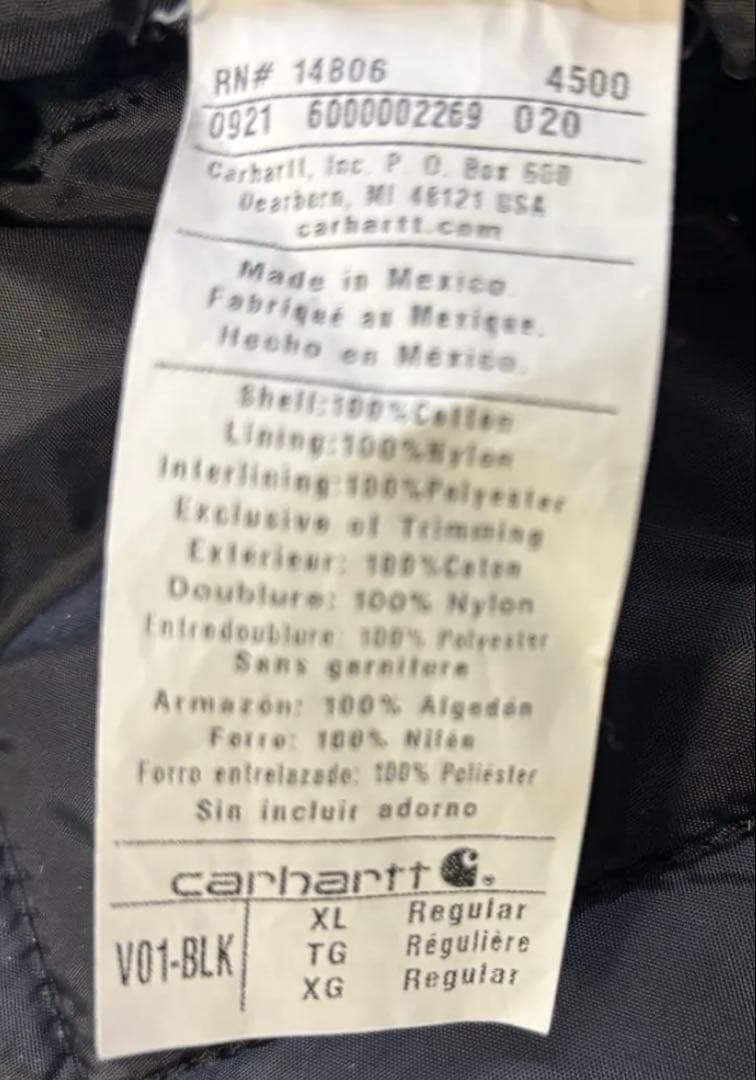 RN# 14806 4500
0921 6000002269 020
Carhartt, Inc. P. O. Box 600
Dearborn, MI 48121 USA
carhartt.com
Made in Mexico
Fabriqué au Mexique.
Hecho en México.
Shell:100%Cotton
Lining:100%Nylon
Interlining:100%Polyester
Exclusive of Trimming
Extérieur: 100%Coton
Doublure: 100% Nylon
Entredoublure: 100% Polyester
Sans garniture
Armazón: 100% Algodón
Forro: 100% Nilón
Forro entrelazado: 100% Poliéster
Sin incluir adorno
carhartt
V01-BLK
XL Regular
TG Régulière
XG Regular